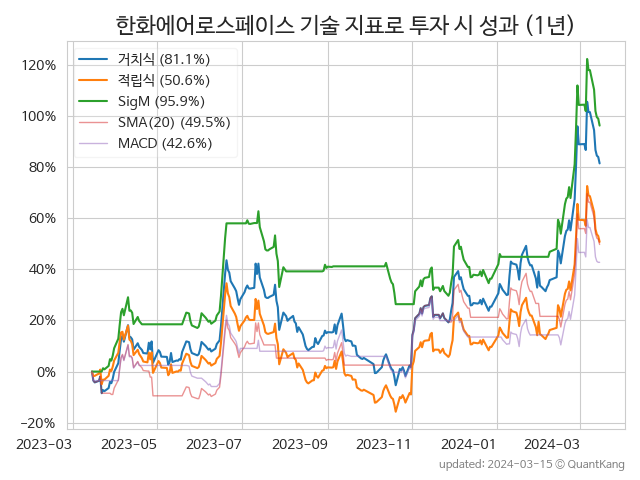 한화에어로스페이스 기술 지표로 투자 시 성과 (1년)
거치식 (81.1%)
적립식 (50.6%)
SigM (95.9%)
SMA(20) (49.5%)
MACD (42.6%)
120%
100%
80%
60%
40%
20%
0%
−20%
2023-03 2023-05 2023-07 2023-09 2023-11 2024-01 2024-03
updated: 2024-03-15 © QuantKang